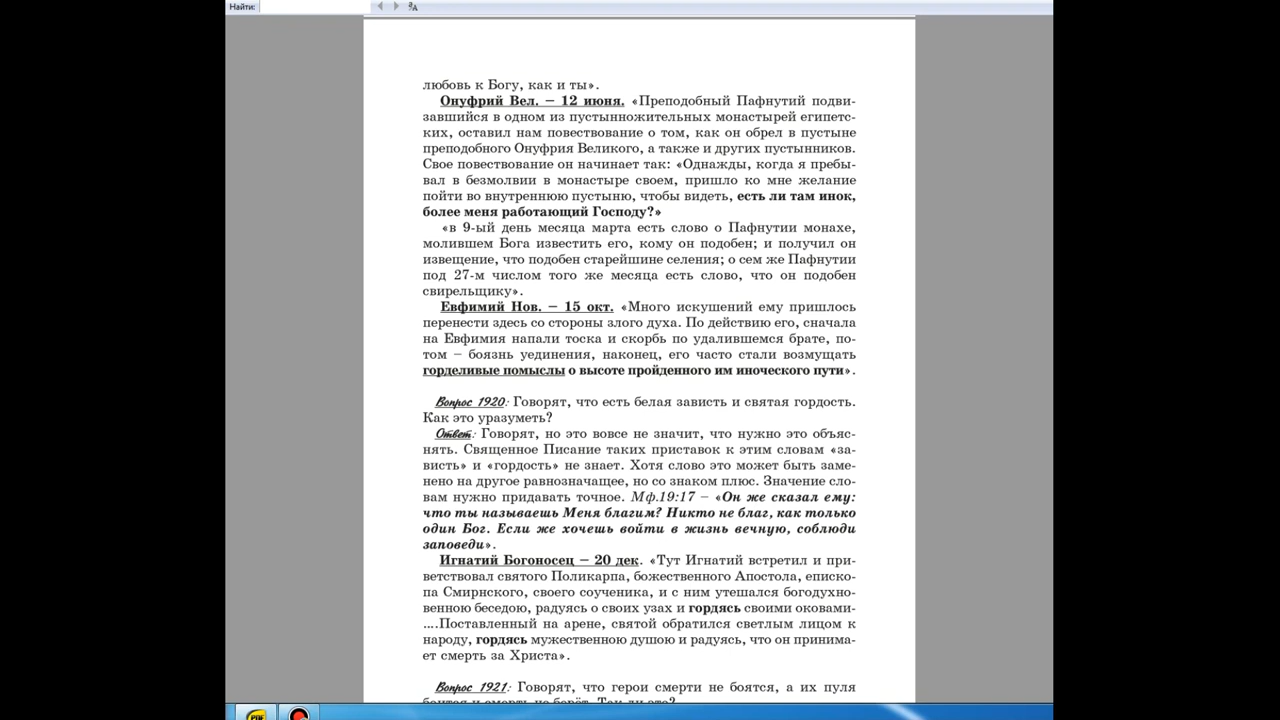 Найти:
любовь к Богу, как и ты».
Онуфрий Вел. – 12 июня. «Преподобный Пафнутий подви-
завшийся в одном из пустынножительных монастырей египетс-
ких, оставил нам повествование о том, как он обрел в пустыне
преподобного Онуфрия Великого, а также и других пустынников.
Свое повествование он начинает так: «Однажды, когда я пребы-
вал в безмолвии в монастыре своем, пришло ко мне желание
пойти во внутреннюю пустыню, чтобы видеть, есть ли там инок,
более меня работающий Господу?»
«в 9-ый день месяца марта есть слово о Пафнутии монахе,
молившем Бога известить его, кому он подобен; и получил он
извещение, что подобен старейшине селения; о сем же Пафнутии
под 27-м числом того же месяца есть слово, что он подобен
свирельщику».
Евфимий Нов. – 15 окт. «Много искушений ему пришлось
перенести здесь со стороны злого духа. По действию его, сначала
на Евфимия напали тоска и скорбь по удалившемся брате, по-
том – боязнь уединения, наконец, его часто стали возмущать
горделивые помыслы о высоте пройденного им иноческого пути».
Вопрос 1920: Говорят, что есть белая зависть и святая гордость.
Как это уразуметь?
Ответ: Говорят, но это вовсе не значит, что нужно это объяс-
нять. Священное Писание таких приставок к этим словам «за-
висть» и «гордость» не знает. Хотя слово это может быть заме-
нено на другое равнозначащее, но со знаком плюс. Значение сло-
вам нужно придавать точное. Мф.19:17 – «Он же сказал ему:
что ты называешь Меня благим? Никто не благ, как только
один Бог. Если же хочешь войти в жизнь вечную, соблюди
заповеди».
Игнатий Богоносец – 20 дек. «Тут Игнатий встретил и при-
ветствовал святого Поликарпа, божественного Апостола, еписко-
па Смирнского, своего соученика, и с ним утешался богодухно-
венною беседою, радуясь о своих узах и гордясь своими оковами-
....Поставленный на арене, святой обратился светлым лицом к
народу, гордясь мужественною душою и радуясь, что он принима-
ет смерть за Христа».
Вопрос 1921: Говорят, что герои смерти не боятся, а их пуля
боится и смерть не берёт. Так ли это?